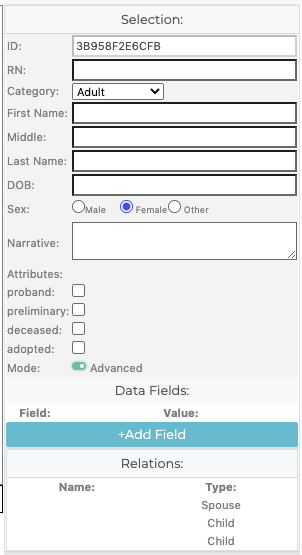 Selection:
ID: 3B958F2E6CFB
RN:
Category: Adult
First Name:
Middle:
Last Name:
DOB:
Sex: Male Female Other
Narrative:
Attributes:
proband:
preliminary:
deceased:
adopted:
Mode: Advanced
Data Fields:
Field: Value:
+Add Field
Relations:
Name: Type:
Spouse
Child
Child